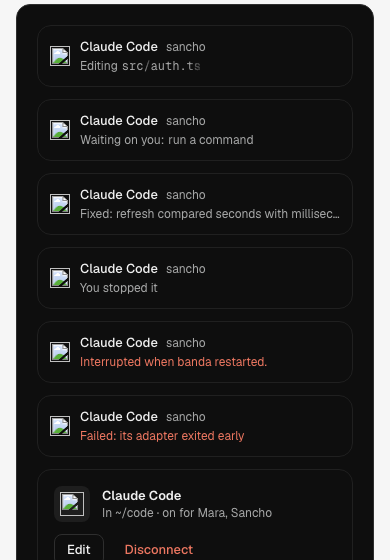 Claude Code sancho
Editing src/auth.ts
Claude Code sancho
Waiting on you: run a command
Claude Code sancho
Fixed: refresh compared seconds with millisec…
Claude Code sancho
You stopped it
Claude Code sancho
Interrupted when banda restarted.
Claude Code sancho
Failed: its adapter exited early
Claude Code
In ~/code · on for Mara, Sancho
Edit Disconnect